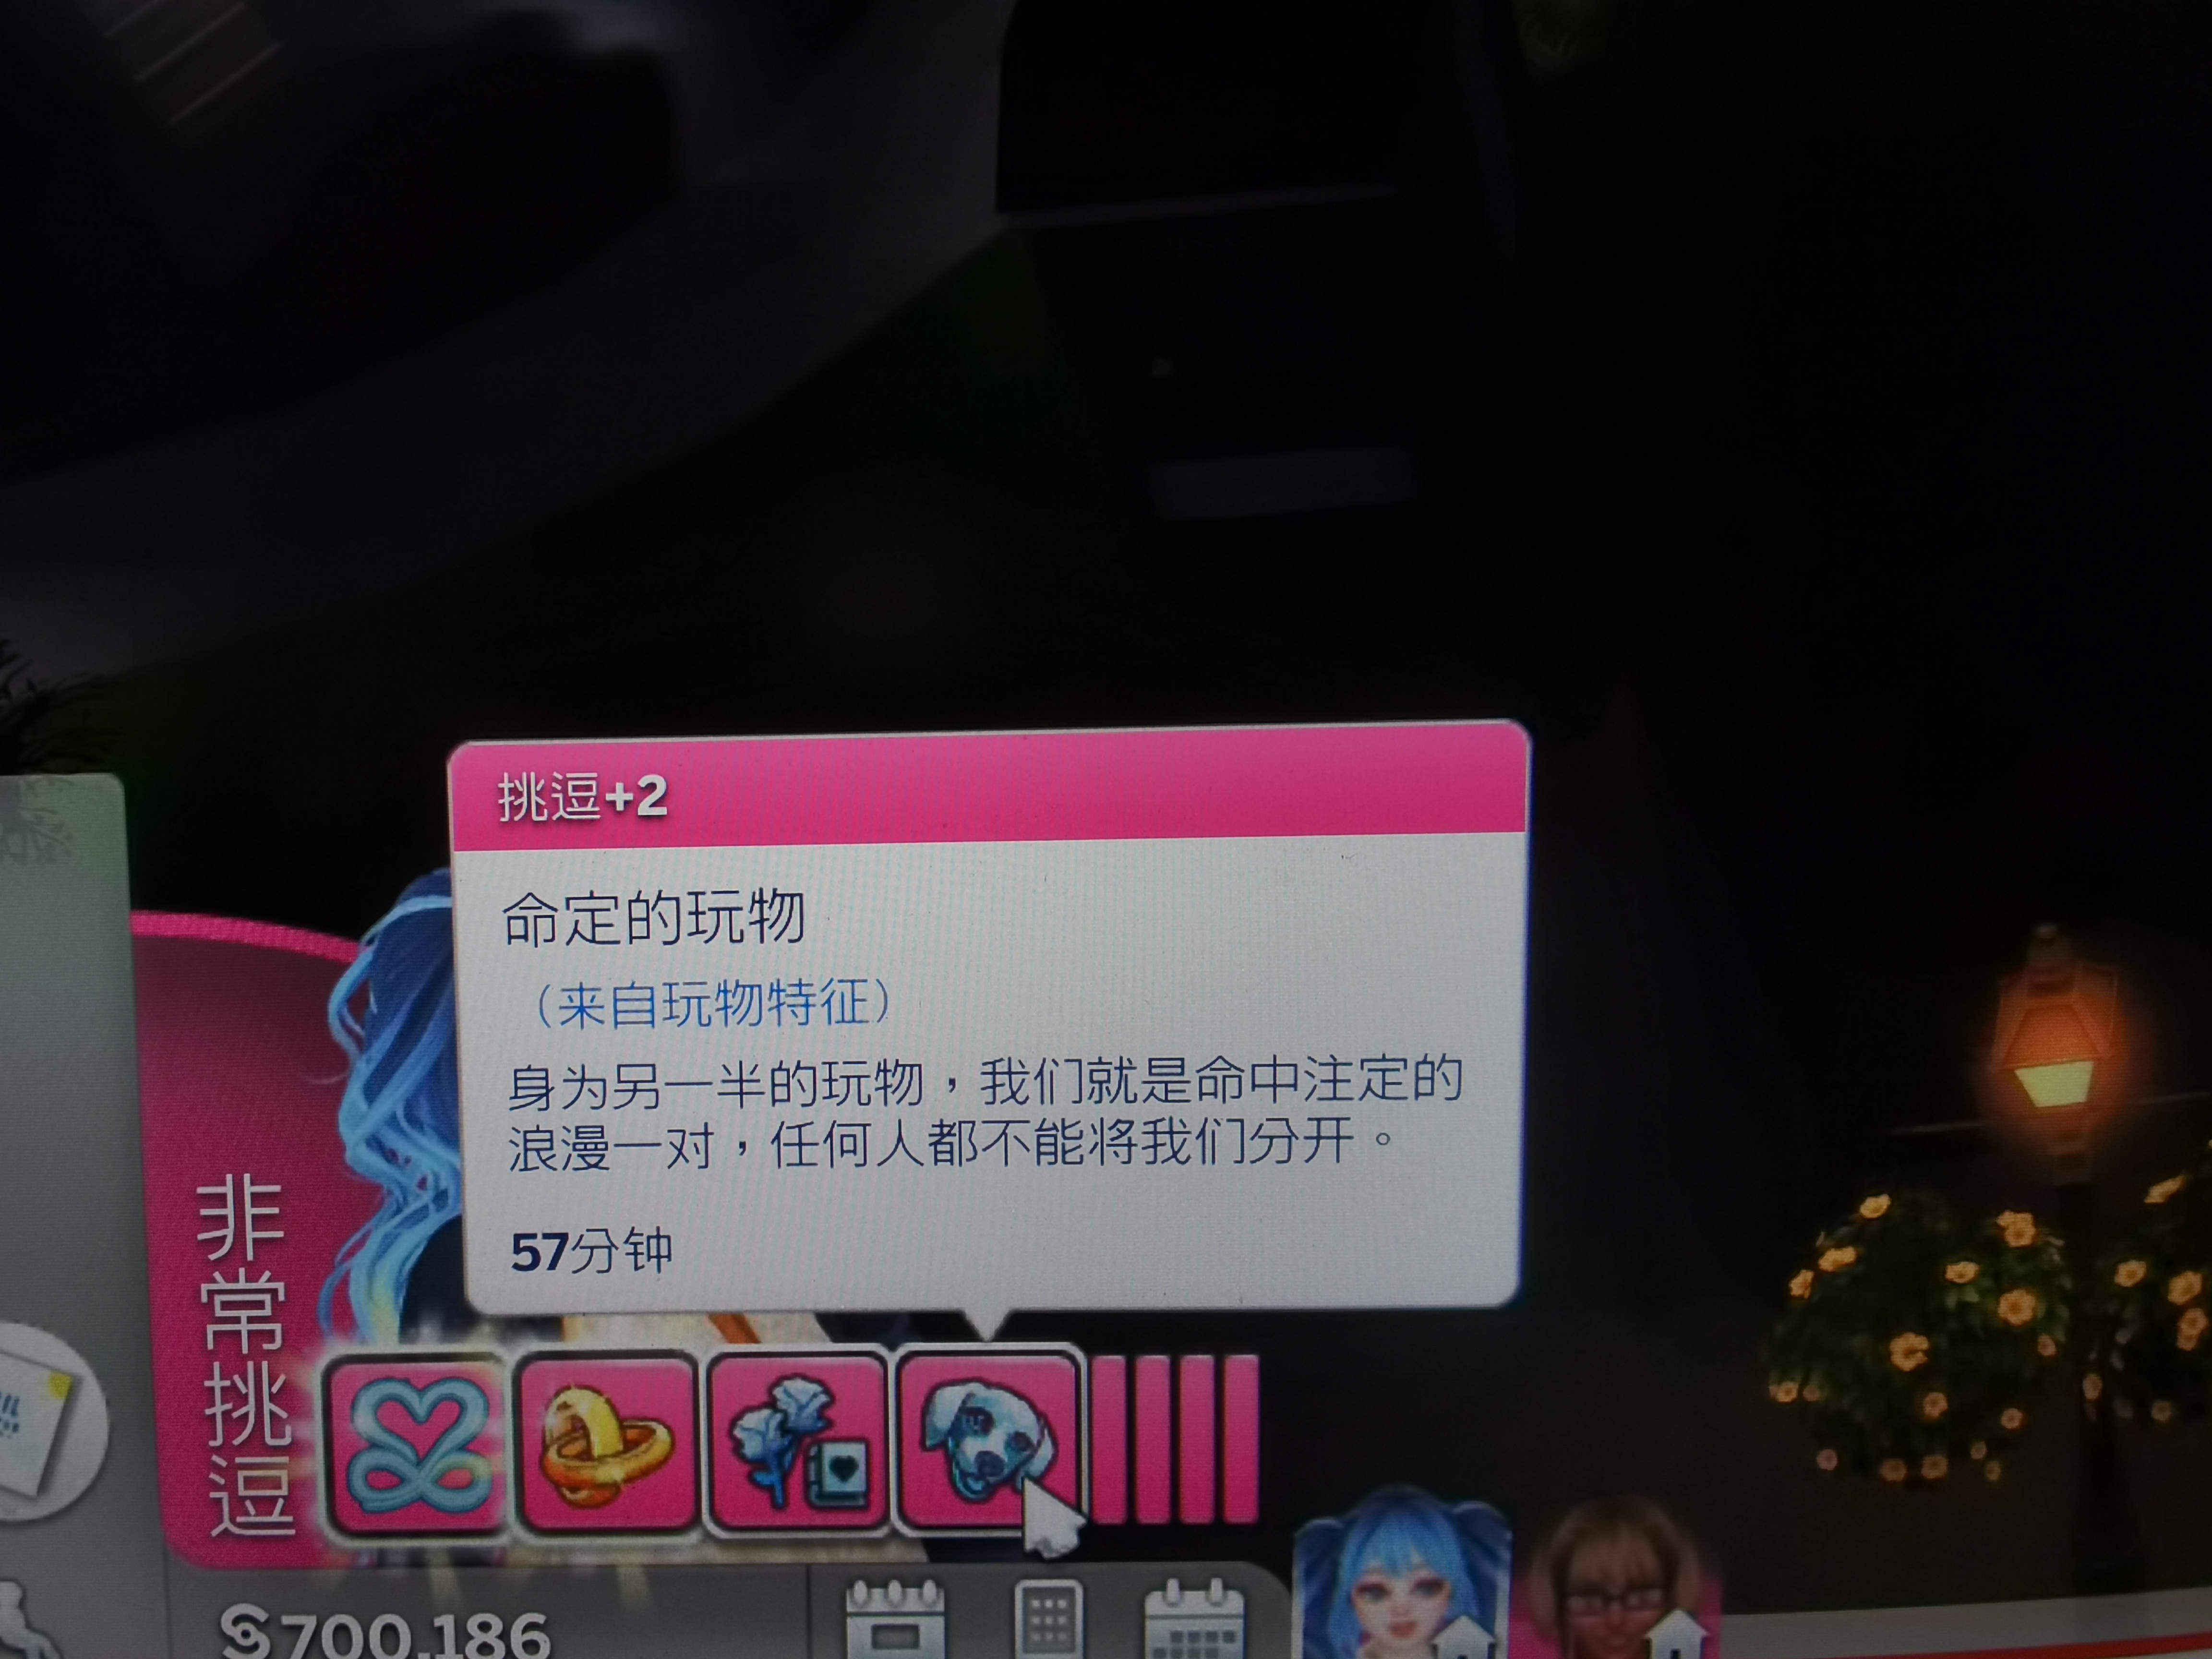 挑逗+2
命定的玩物
（来自玩物特征）
身为另一半的玩物，我们就是命中注定的
浪漫一对，任何人都不能将我们分开。
57分钟
非常挑逗
§700,186